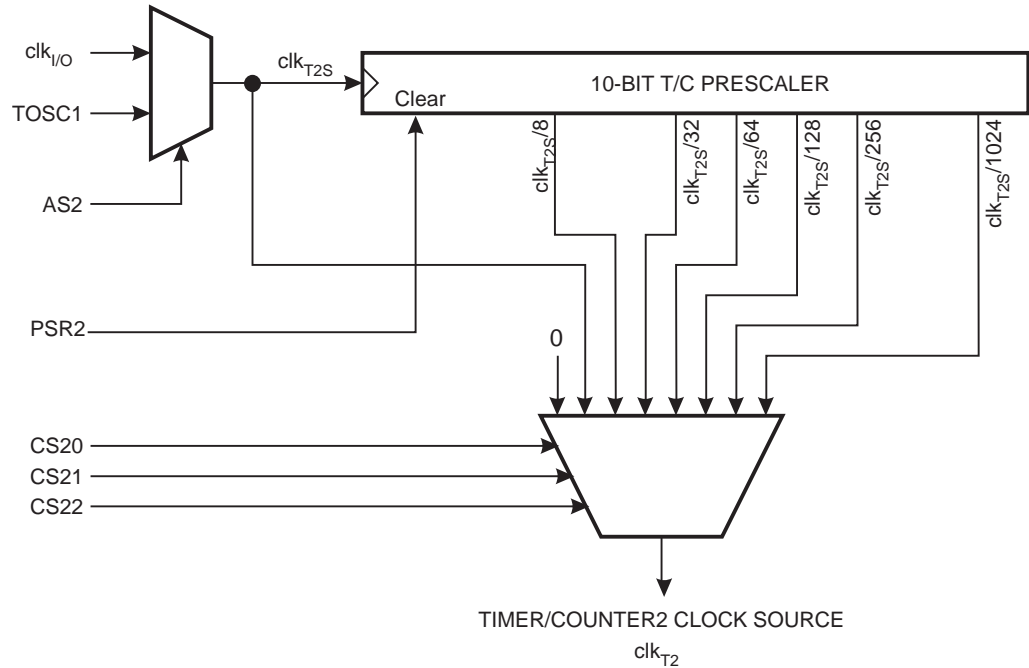 clkI/O
clkT2S
10-BIT T/C PRESCALER
TOSC1
Clear
clkT2S/8
clkT2S/32
clkT2S/64
clkT2S/128
clkT2S/256
clkT2S/1024
AS2
PSR2
0
CS20
CS21
CS22
TIMER/COUNTER2 CLOCK SOURCE
clkT2